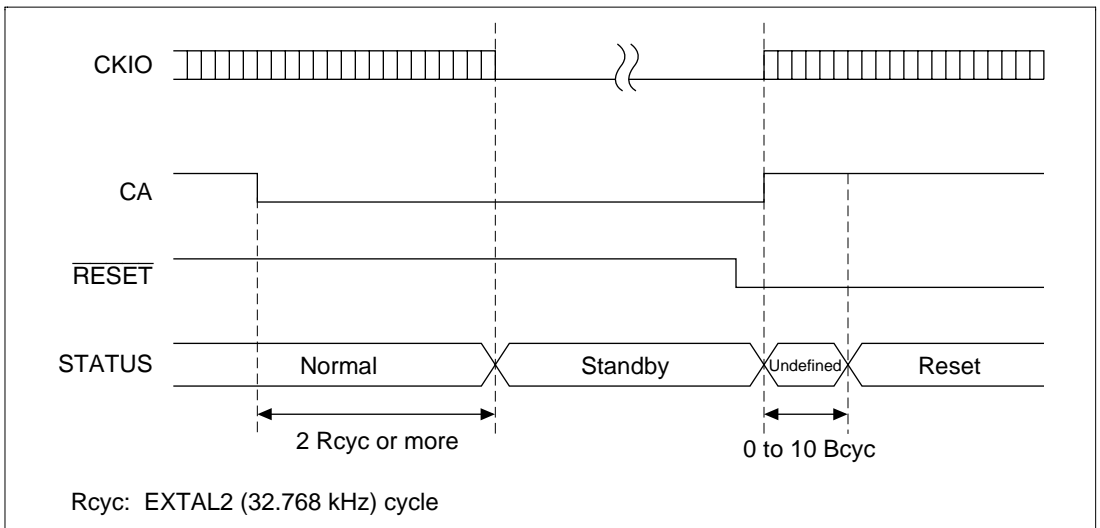 CKIO
CA
RESET
STATUS
Normal
Standby
Undefined
Reset
2 Rcyc or more
0 to 10 Bcyc
Rcyc: EXTAL2 (32.768 kHz) cycle